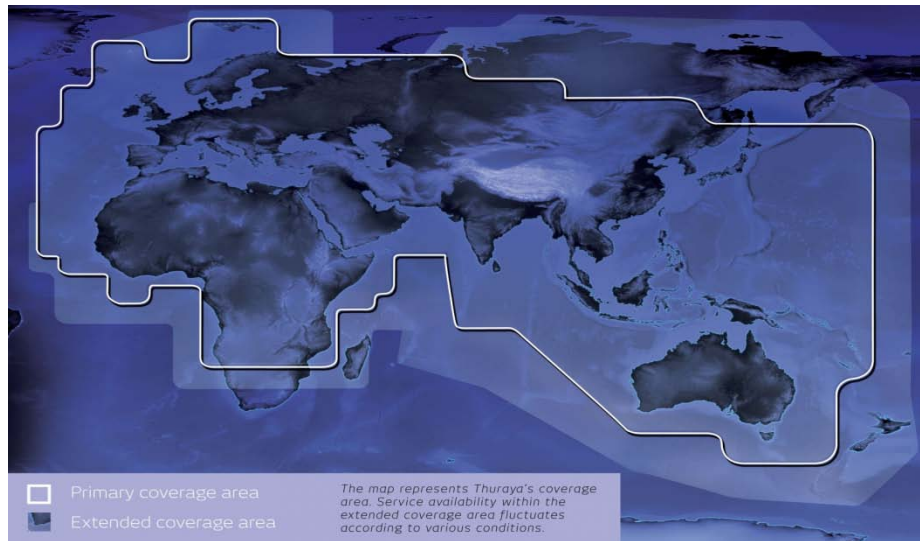 Primary coverage area
Extended coverage area
The map represents Thuraya's coverage
area. Service availability within the
extended coverage area fluctuates
according to various conditions.